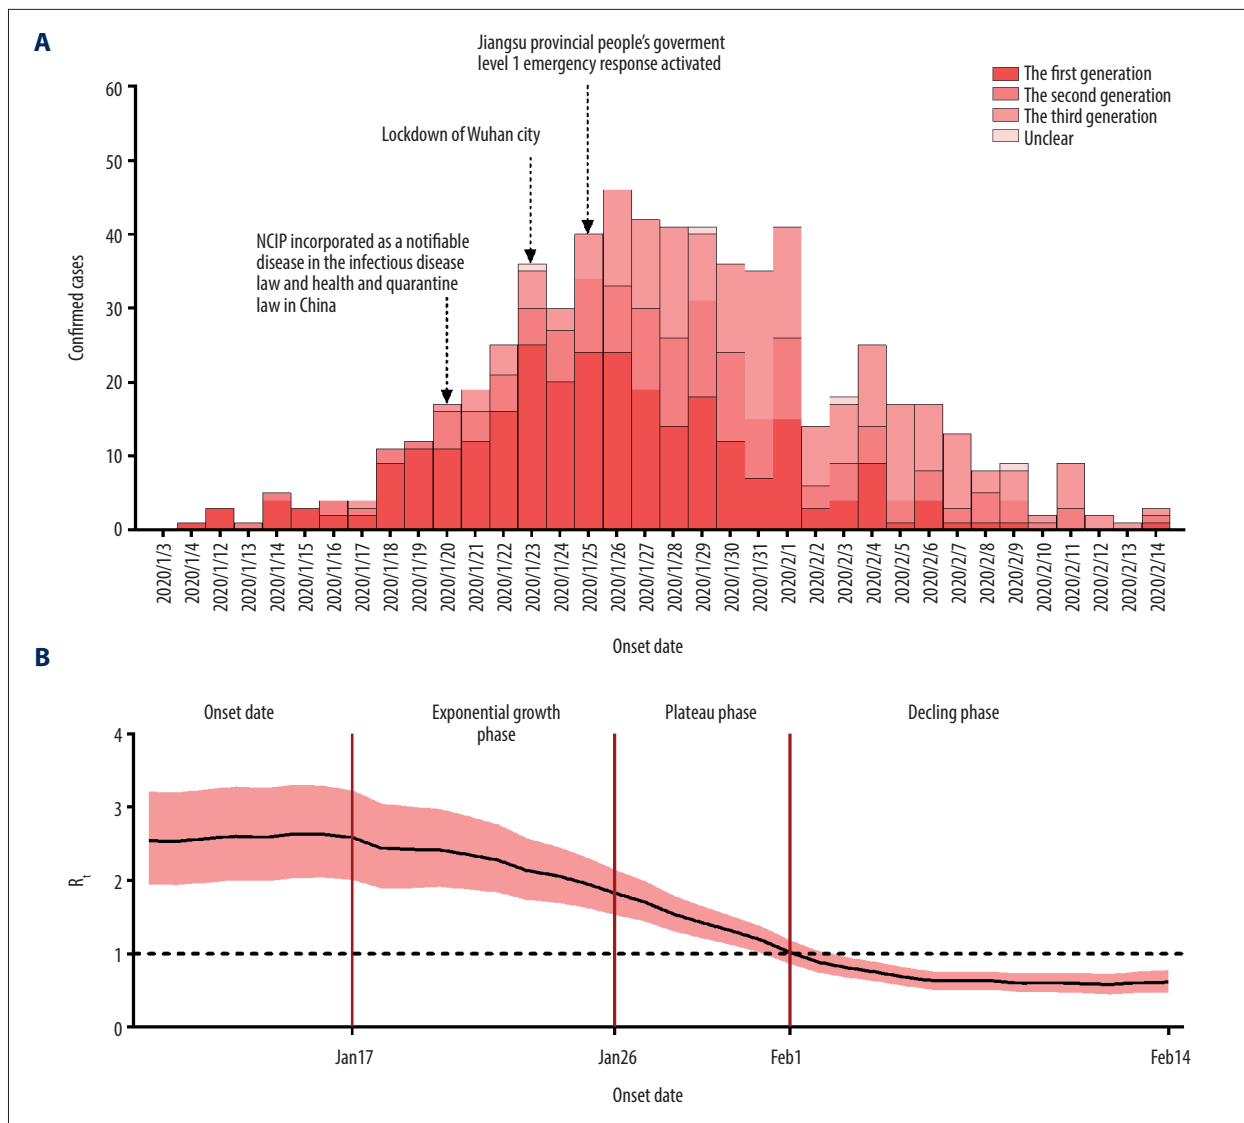 A
Jiangsu provincial people's goverment
level 1 emergency response activated
The first generation
The second generation
The third generation
Unclear
Lockdown of Wuhan city
NCIP incorporated as a notifiable
disease in the infectious disease
law and health and quarantine
law in China
Confirmed cases
60
50
40
30
20
10
0
2020/1/3
2020/1/4
2020/1/12
2020/1/13
2020/1/14
2020/1/15
2020/1/16
2020/1/17
2020/1/18
2020/1/19
2020/1/20
2020/1/21
2020/1/22
2020/1/23
2020/1/24
2020/1/25
2020/1/26
2020/1/27
2020/1/28
2020/1/29
2020/1/30
2020/1/31
2020/2/1
2020/2/2
2020/2/3
2020/2/4
2020/2/5
2020/2/6
2020/2/7
2020/2/8
2020/2/9
2020/2/10
2020/2/11
2020/2/12
2020/2/13
2020/2/14
Onset date
B
Onset date
Exponential growth
phase
Plateau phase
Decling phase
Rt
4
3
2
1
0
Jan17
Jan26
Feb1
Feb14
Onset date